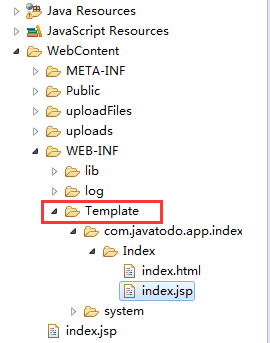 Java Resources
JavaScript Resources
WebContent
META-INF
Public
uploadFiles
uploads
WEB-INF
lib
log
Template
com.javatodo.app.index
Index
index.html
index.jsp
system
index.jsp